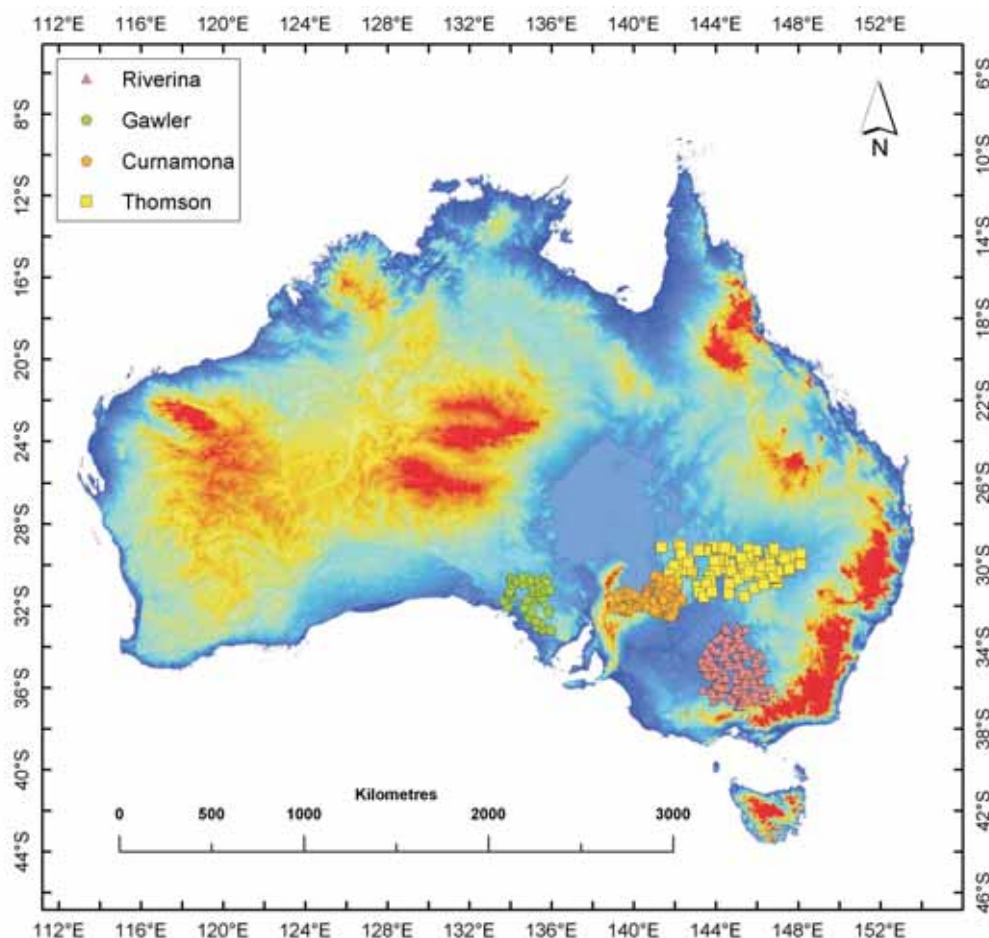 112°E 116°E 120°E 124°E 128°E 132°E 136°E 140°E 144°E 148°E 152°E
Riverina
Gawler
Curnamona
Thomson
N
8°S
12°S
16°S
20°S
24°S
28°S
32°S
36°S
40°S
44°S
6°S
10°S
14°S
18°S
22°S
26°S
30°S
34°S
38°S
42°S
46°S
Kilometres
0 500 1000 2000 3000
112°E 116°E 120°E 124°E 128°E 132°E 136°E 140°E 144°E 148°E 152°E